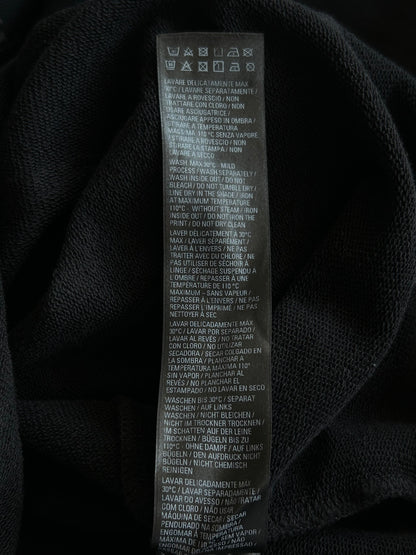 LAVARE DELICATAMENTE MAX
30°C / LAVARE SEPARATAMENTE /
LAVARE A ROVESCIO / NON
TRATTARE CON CLORO / NON
USARE ASCIUGATRICE /
ASCIUGARE APPESO IN OMBRA /
STIRARE A TEMPERATURA
MASSIMA 110°C SENZA VAPORE
/ STIRARE A ROVESCIO / NON
STIRARE LA STAMPA / NON
LAVARE A SECCO
WASH MAX 30°C - MILD
PROCESS / WASH SEPARATELY /
WASH INSIDE OUT / DO NOT
BLEACH / DO NOT TUMBLE DRY /
LINE DRY IN THE SHADE / IRON
AT MAXIMUM TEMPERATURE
110°C - WITHOUT STEAM / IRON
INSIDE OUT / DO NOT IRON THE
PRINT / DO NOT DRY CLEAN
LAVER DÉLICATEMENT À 30°C
MAX / LAVER SÉPARÉMENT /
LAVER À L'ENVERS / NE PAS
TRAITER AVEC DU CHLORE / NE
PAS UTILISER DE SÉCHOIR À
LINGE / SÉCHAGE SUSPENDU À
L'OMBRE / REPASSER À UNE
TEMPÉRATURE DE 110°C
MAXIMUM – SANS VAPEUR /
REPASSER À L'ENVERS / NE PAS
REPASSER L'IMPRIMÉ / NE PAS
NETTOYER À SEC
LAVAR DELICADAMENTE MAX
30°C / LAVAR POR SEPARADO /
LAVAR AL REVÉS / NO TRATAR
CON CLORO / NO UTILIZAR
SECADORA / SECAR COLGADO EN
LA SOMBRA / PLANCHAR A
TEMPERATURA MÁXIMA 110°
SIN VAPOR / PLANCHAR AL
REVÉS / NO PLANCHAR EL
ESTAMPADO / NO LAVAR EN SECO
WASCHEN BIS 30°C / SEPARAT
WASCHEN / AUF LINKS
WASCHEN / NICHT BLEICHEN /
NICHT IM TROCKNER TROCKNEN /
IM SCHATTEN AUF DER LEINE
TROCKNEN / BÜGELN BIS ZU
110°C - OHNE DAMPF / AUF LINKS
BÜGELN / DEN AUFDRUCK NICHT
BÜGELN / NICHT CHEMISCH
REINIGEN
LAVAR DELICADAMENTE MAX
30°C / LAVAR SEPARADAMENTE /
LAVAR DO AVESSO / NÃO TRATAR
COM CLORO / NÃO USAR
MÁQUINA DE SECAR / SECAR
PENDURADO NA SOMBRA /
ENGOMAR À TEMPERATURA
MÁXIMA DE SEM VAPOR /
ENGOMAR DO